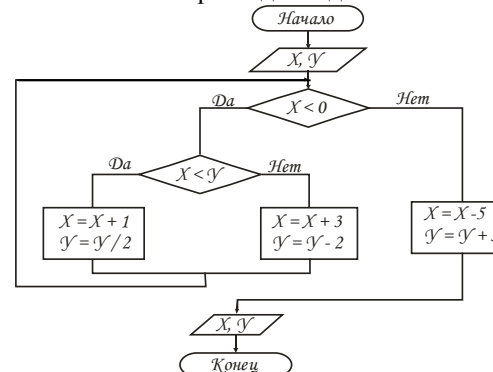 Начало
X, Y
X < 0
Да
Нет
X < Y
Да
Нет
X = X + 1
Y = Y / 2
X = X + 3
Y = Y - 2
X = X -5
Y = Y +
X, Y
Конец